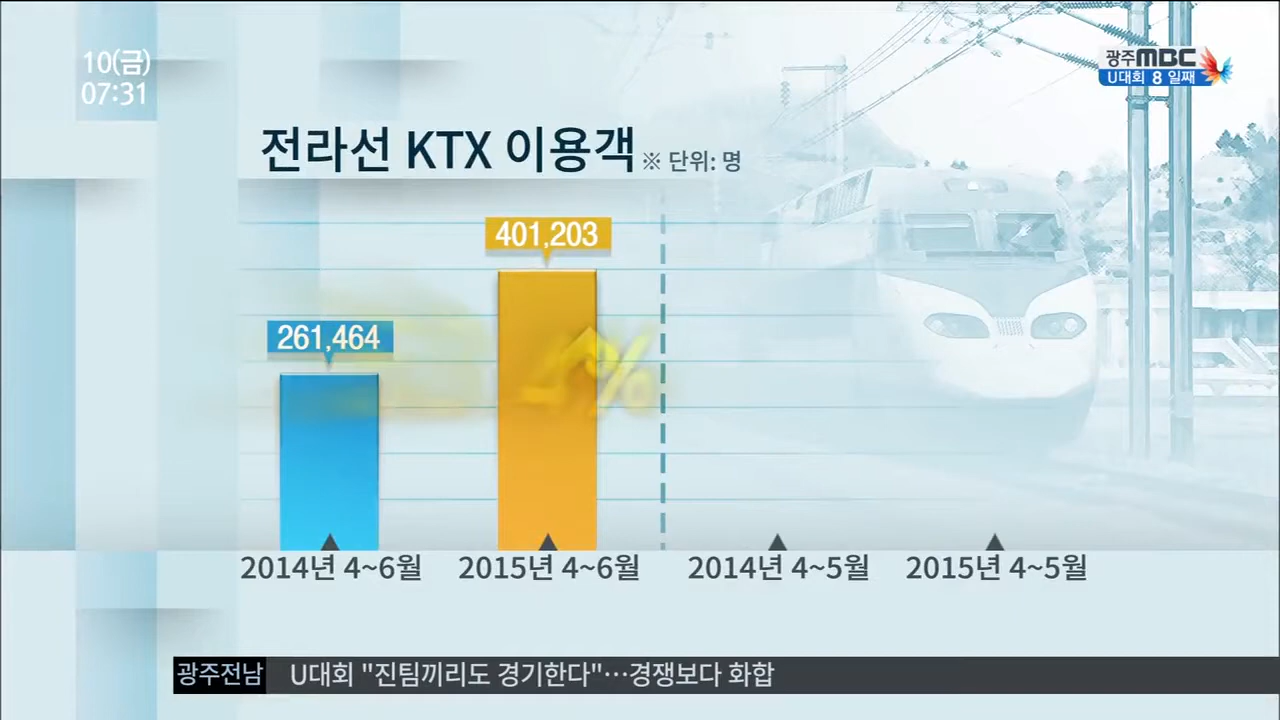 10(금)
07:31
광주MBC
U대회 8 일째
전라선 KTX 이용객 ※ 단위: 명
401,203
261,464
%
2014년 4~6월
2015년 4~6월
2014년 4~5월
2015년 4~5월
광주전남 U대회 "진팀끼리도 경기한다"…경쟁보다 화합